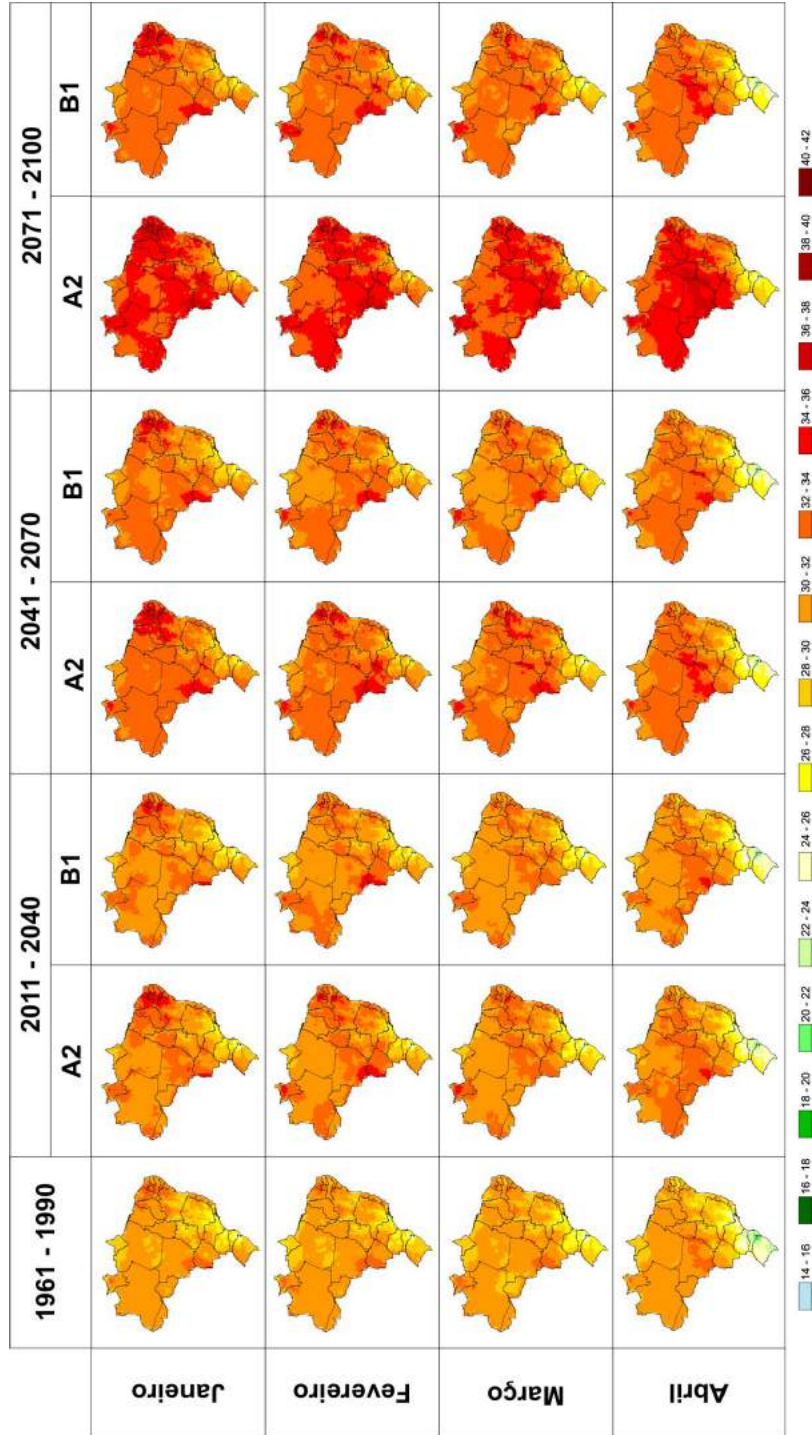 1961 - 1990
2011 - 2040
2041 - 2070
2071 - 2100
A2
B1
A2
B1
A2
B1
Janeiro
Fevereiro
Março
Abril
14 - 16
16 - 18
18 - 20
20 - 22
22 - 24
24 - 26
26 - 28
28 - 30
30 - 32
32 - 34
34 - 36
36 - 38
38 - 40
40 - 42